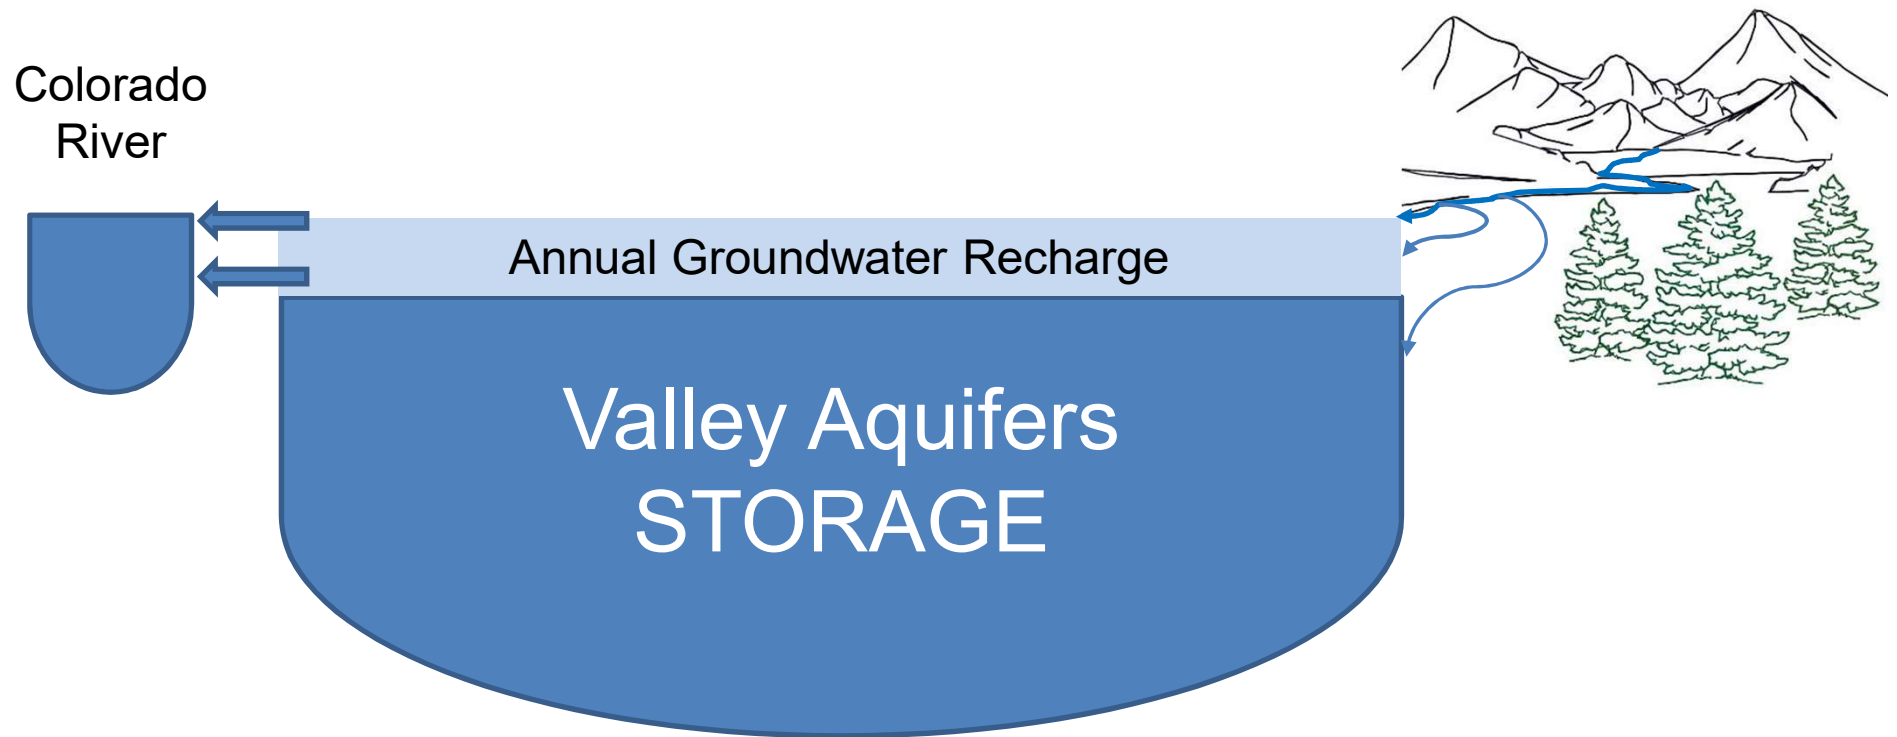 Colorado
River
Annual Groundwater Recharge
Valley Aquifers
STORAGE